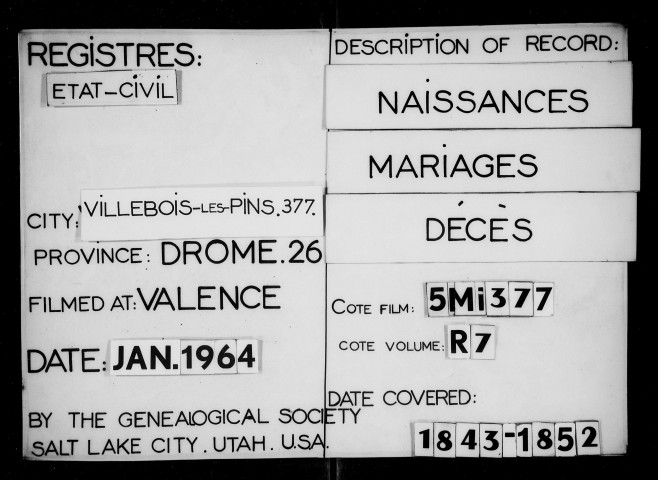 REGISTRES:
ETAT-CIVIL
CITY: VILLEBOIS-LES-PINS.377.
PROVINCE: DROME.26
FILMED AT: VALENCE
DATE: JAN.1964
BY THE GENEALOGICAL SOCIETY
SALT LAKE CITY. UTAH. U.S.A.
DESCRIPTION OF RECORD:
NAISSANCES
MARIAGES
DÉCÈS
COTE FILM: 5Mi377
COTE VOLUME: R7
DATE COVERED:
1843-1852